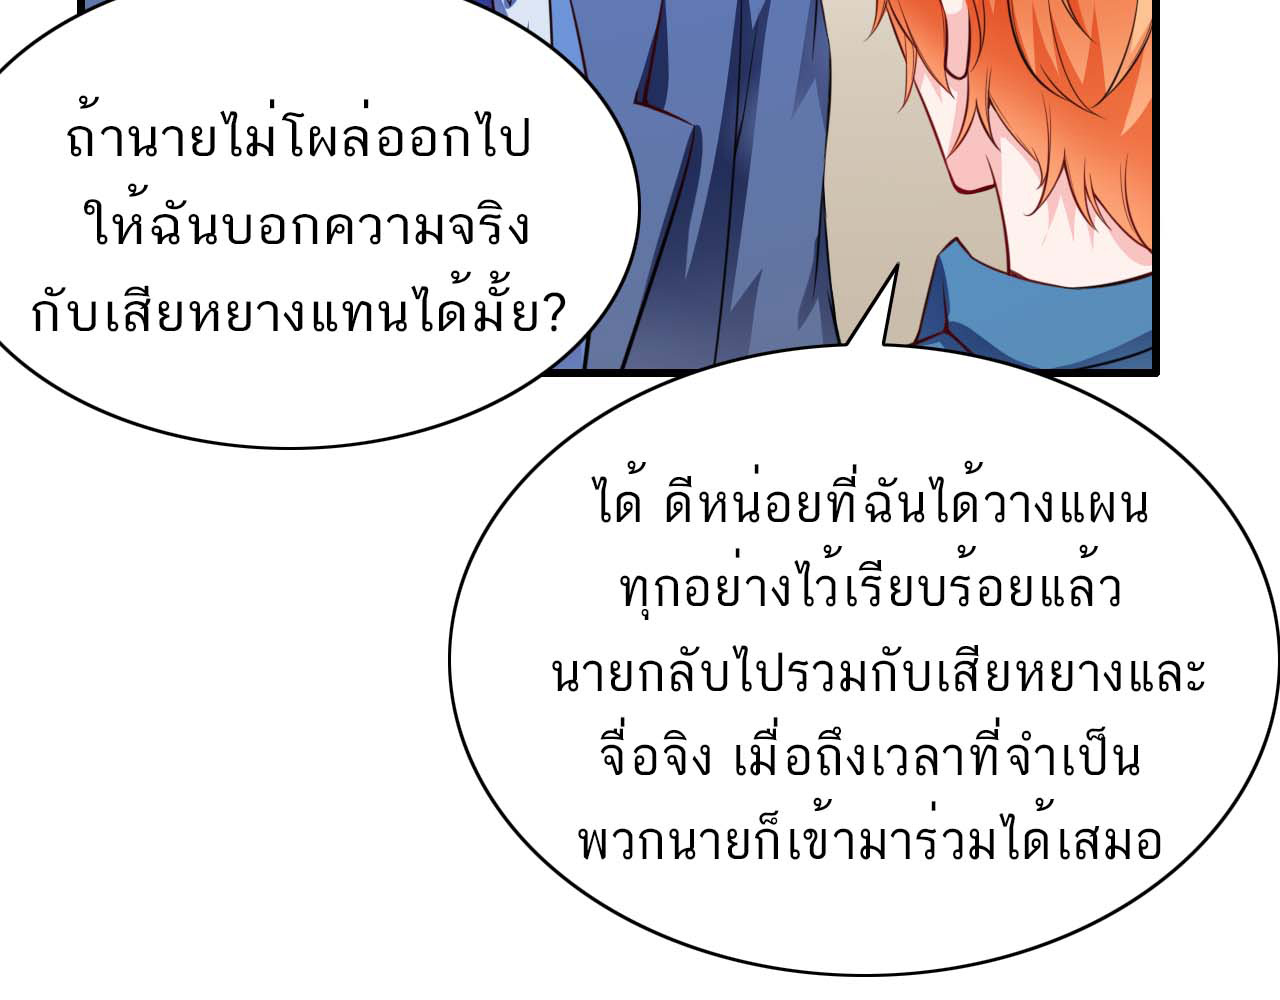 ถ้านายไม่โผล่ออกไป
ให้ฉันบอกความจริง
กับเสียหยางแทนได้มั้ย?
ได้ ดีหน่อยที่ฉันได้วางแผน
ทุกอย่างไว้เรียบร้อยแล้ว
นายกลับไปรวมกับเสียหยางและ
จื่อจิง เมื่อถึงเวลาที่จำเป็น
พวกนายก็เข้ามาร่วมได้เสมอ